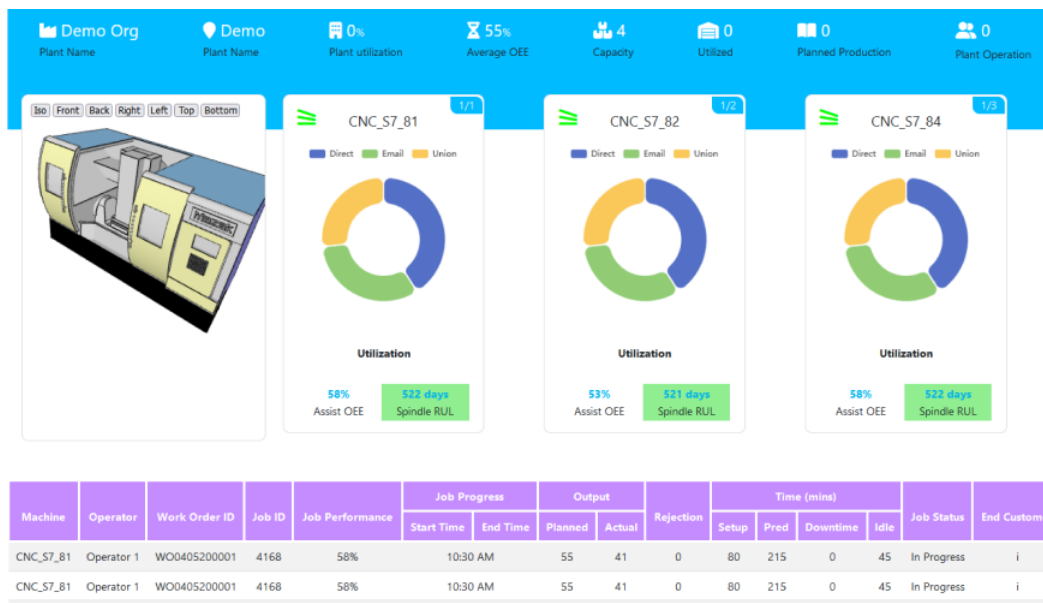 Demo Org Demo 0% 55% 4 0 0 0
Plant Name Plant Name Plant utilization Average OEE Capacity Utilized Planned Production Plant Operation
Iso Front Back Right Left Top Bottom
Mazak
1/1
CNC_S7_81
Direct Email Union
Utilization
58% 522 days
Assist OEE Spindle RUL
1/2
CNC_S7_82
Direct Email Union
Utilization
53% 521 days
Assist OEE Spindle RUL
1/3
CNC_S7_84
Direct Email Union
Utilization
58% 522 days
Assist OEE Spindle RUL
Machine Operator Work Order ID Job ID Job Performance Job Progress Output Rejection Time (mins) Job Status End Custom
Start Time End Time Planned Actual Setup Pred Downtime Idle
CNC_S7_81 Operator 1 WO0405200001 4168 58% 10:30 AM 55 41 0 80 215 0 45 In Progress i
CNC_S7_81 Operator 1 WO0405200001 4168 58% 10:30 AM 55 41 0 80 215 0 45 In Progress i